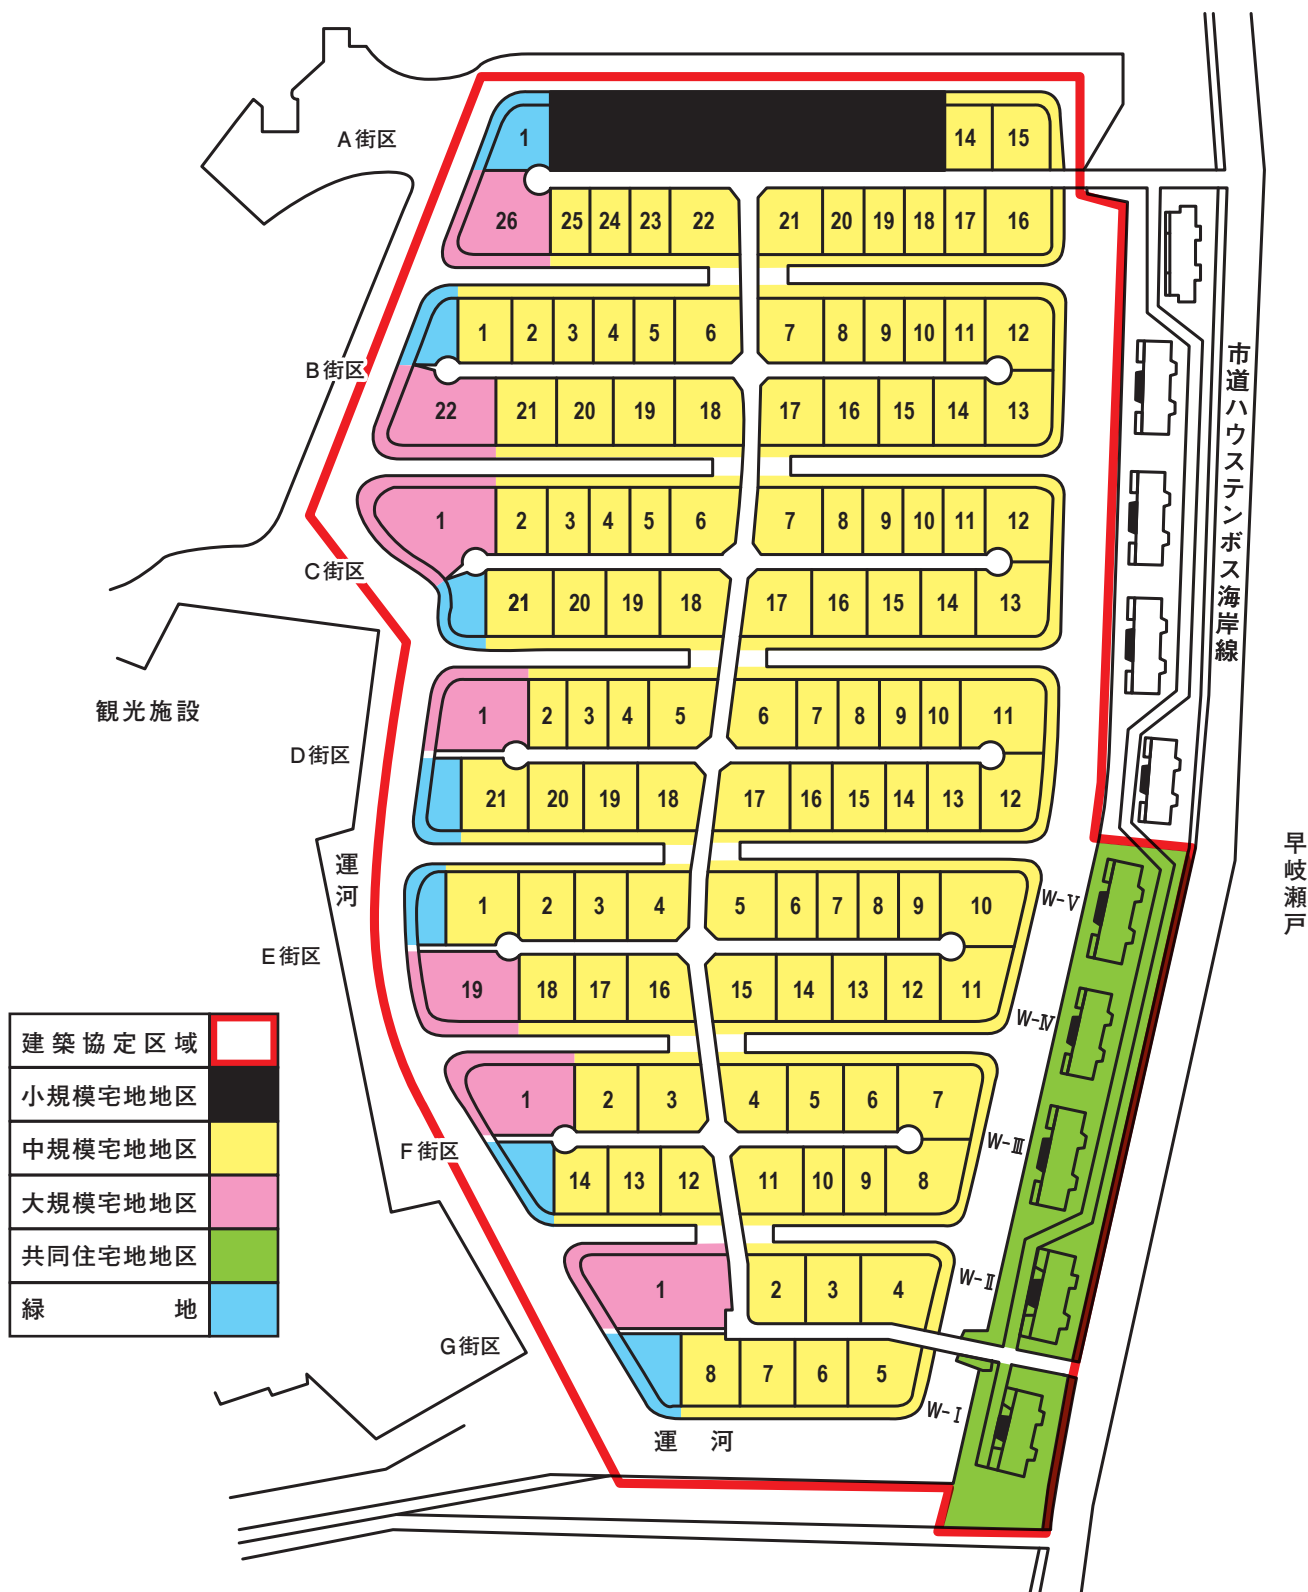 A街区
1
14 15
26 25 24 23 22 21 20 19 18 17 16
B街区
1 2 3 4 5 6 7 8 9 10 11 12
22 21 20 19 18 17 16 15 14 13
C街区
1 2 3 4 5 6 7 8 9 10 11 12
21 20 19 18 17 16 15 14 13
D街区
1 2 3 4 5 6 7 8 9 10 11
21 20 19 18 17 16 15 14 13 12
E街区
1 2 3 4 5 6 7 8 9 10
19 18 17 16 15 14 13 12 11
F街区
1 2 3 4 5 6 7
14 13 12 11 10 9 8
G街区
1 2 3 4
8 7 6 5
観光施設
運河
運河
市道ハウステンボス海岸線
早岐瀬戸
W-Ⅴ
W-Ⅳ
W-Ⅲ
W-Ⅱ
W-Ⅰ
建築協定区域
小規模宅地地区
中規模宅地地区
大規模宅地地区
共同住宅地地区
緑地